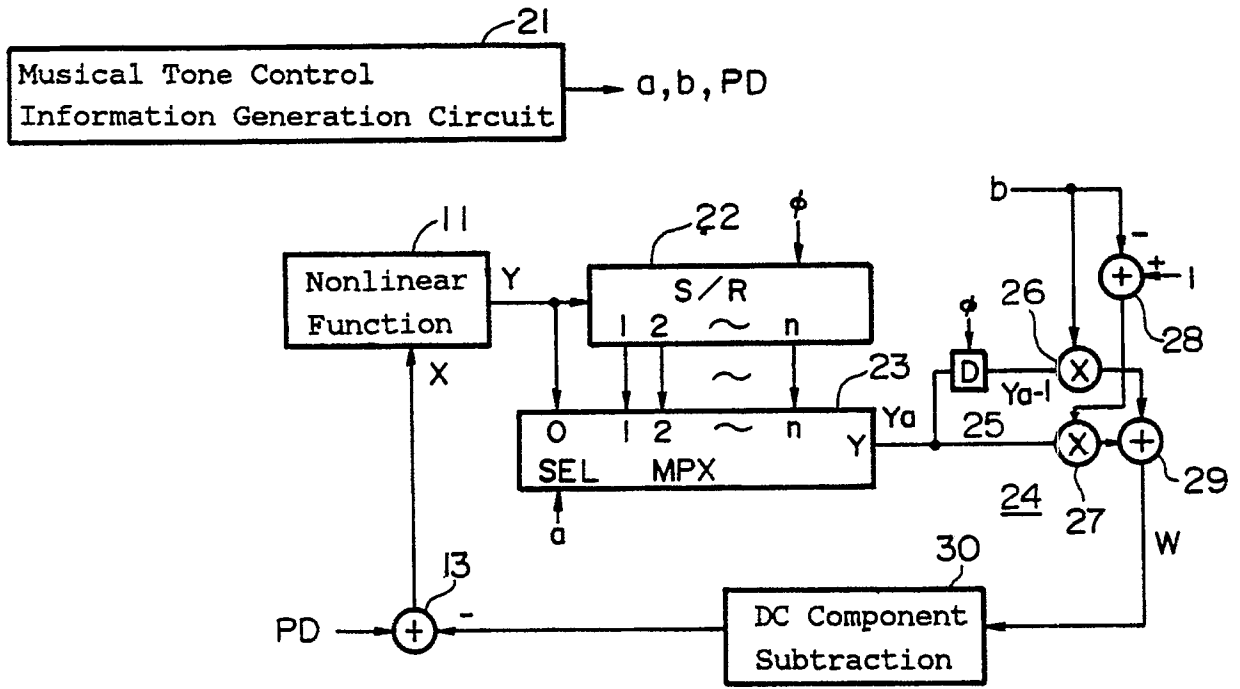 21
Musical Tone Control
Information Generation Circuit
a, b, PD
11
Nonlinear
Function
Y
22
ϕ
S/R
1 2 ~ n
~
b
-
+
+
1
28
26
ϕ
D
Ya-1
X
X
23
0 1 2 ~ n
Y
SEL MPX
a
Ya
25
X
+
24
27
29
W
13
PD
+
-
30
DC Component
Subtraction